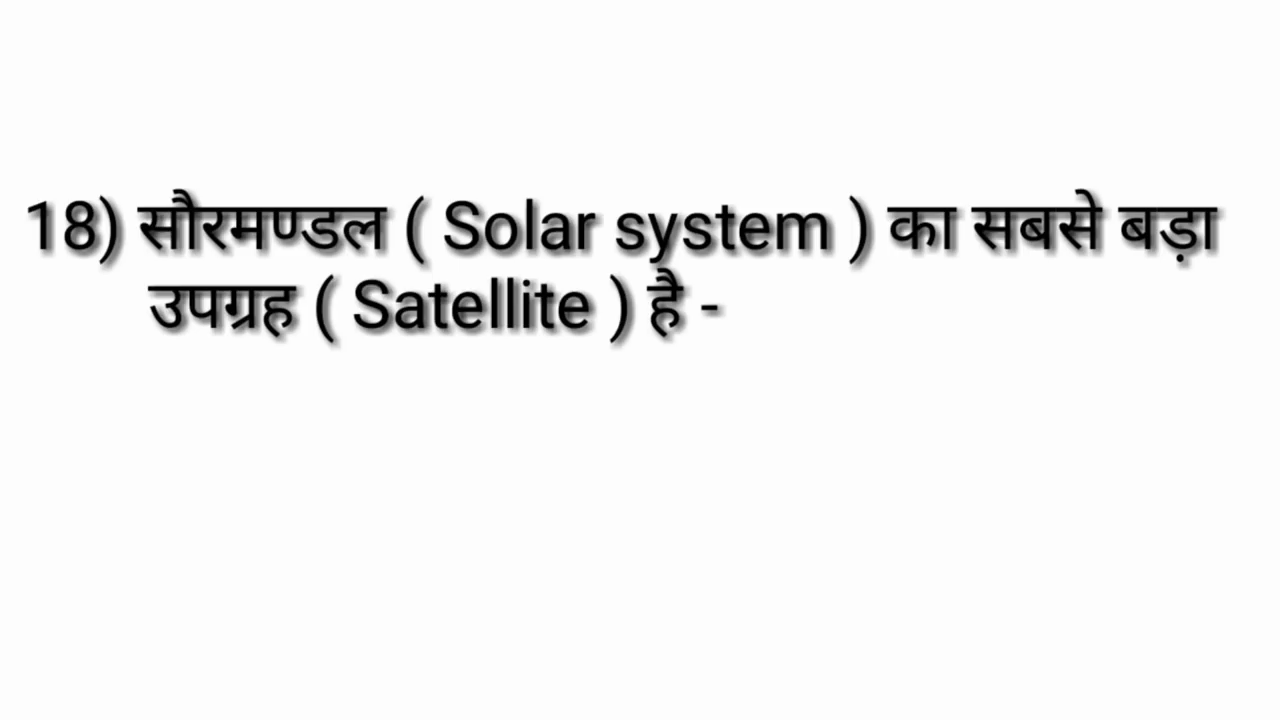 18) सौरमण्डल ( Solar system ) का सबसे बड़ा
उपग्रह ( Satellite ) है -